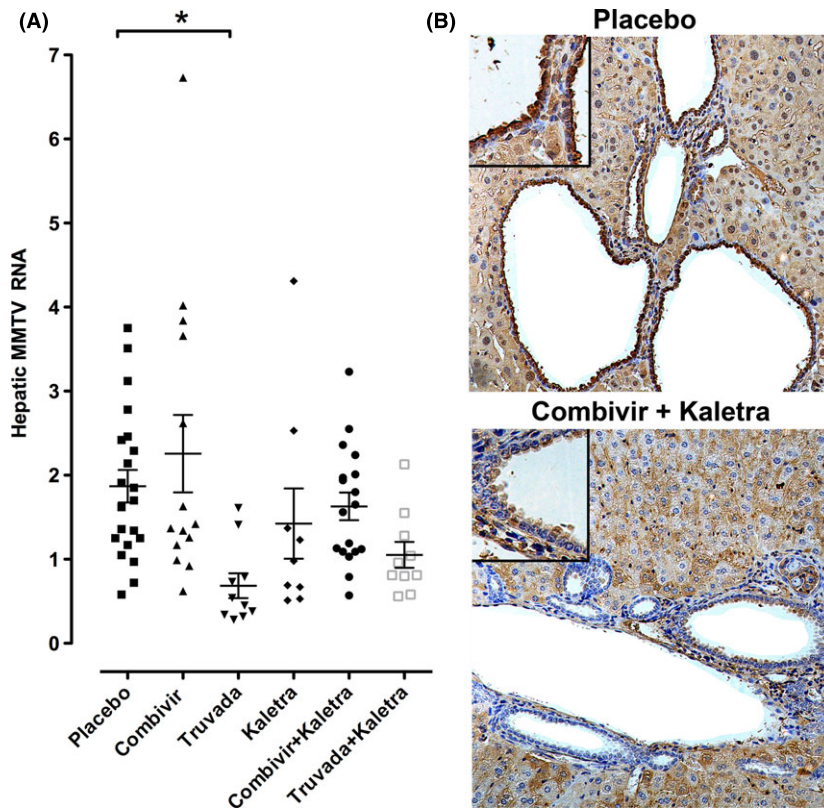 (A)
*
7
6
5
4
3
2
1
0
Hepatic MMTV RNA
Placebo
Combivir
Truvada
Kaletra
Combivir+Kaletra
Truvada+Kaletra
(B)
Placebo
Combivir + Kaletra